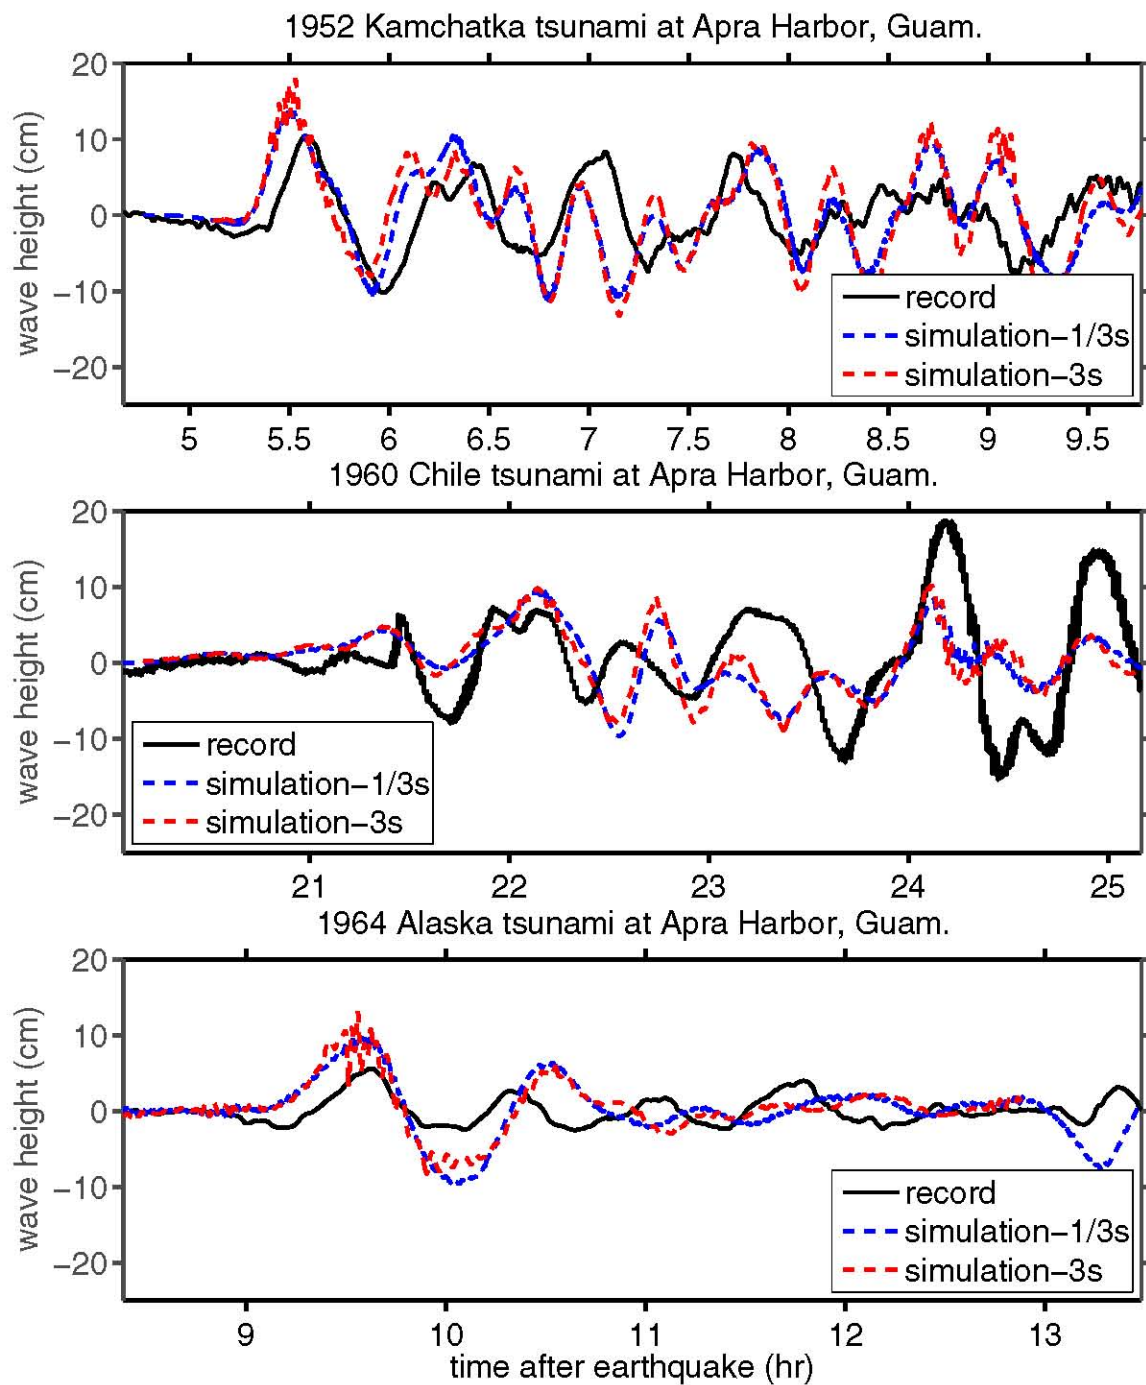 1952 Kamchatka tsunami at Apra Harbor, Guam.
20
10
0
−10
−20
wave height (cm)
record
simulation−1/3s
simulation−3s
5 5.5 6 6.5 7 7.5 8 8.5 9 9.5
1960 Chile tsunami at Apra Harbor, Guam.
20
10
0
−10
−20
wave height (cm)
record
simulation−1/3s
simulation−3s
21 22 23 24 25
1964 Alaska tsunami at Apra Harbor, Guam.
20
10
0
−10
−20
wave height (cm)
record
simulation−1/3s
simulation−3s
9 10 11 12 13
time after earthquake (hr)